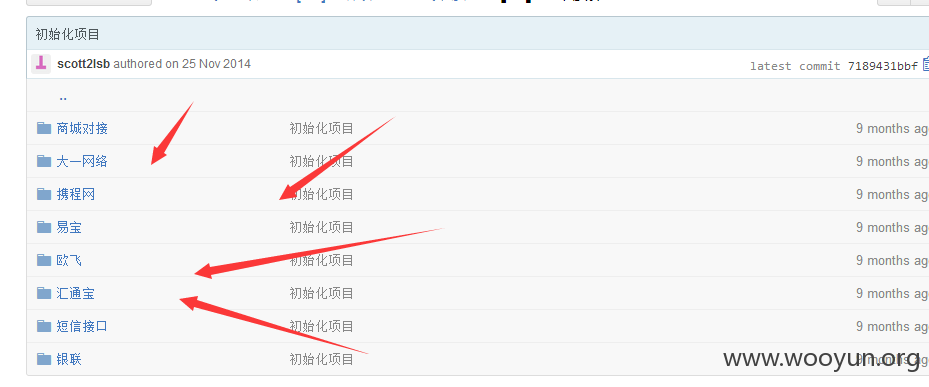 初始化项目
scott2lsb authored on 25 Nov 2014 latest commit 7189431bbf
..
商城对接 初始化项目 9 months ag
大一网络 初始化项目 9 months ag
携程网 初始化项目 9 months ag
易宝 初始化项目 9 months ag
欧飞 初始化项目 9 months ag
汇通宝 初始化项目 9 months ag
短信接口 初始化项目 9 months ag
银联 初始化项目 9 months ag
www.wooyun.org